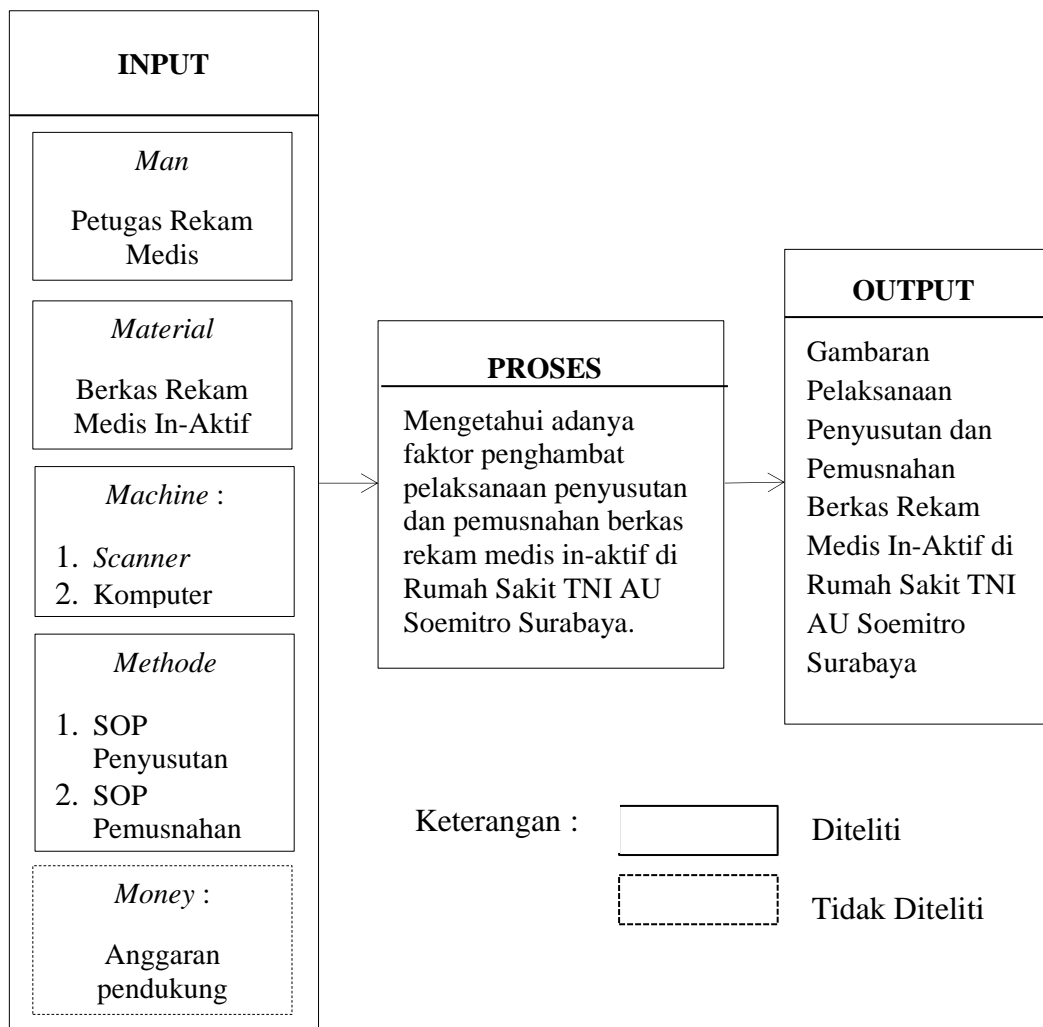 INPUT
Man
Petugas Rekam
Medis
Material
Berkas Rekam
Medis In-Aktif
Machine :
1. Scanner
2. Komputer
Methode
1. SOP
Penyusutan
2. SOP
Pemusnahan
Money :
Anggaran
pendukung
PROSES
Mengetahui adanya
faktor penghambat
pelaksanaan penyusutan
dan pemusnahan berkas
rekam medis in-aktif di
Rumah Sakit TNI AU
Soemitro Surabaya.
OUTPUT
Gambaran
Pelaksanaan
Penyusutan dan
Pemusnahan
Berkas Rekam
Medis In-Aktif di
Rumah Sakit TNI
AU Soemitro
Surabaya
Keterangan :
Diteliti
Tidak Diteliti